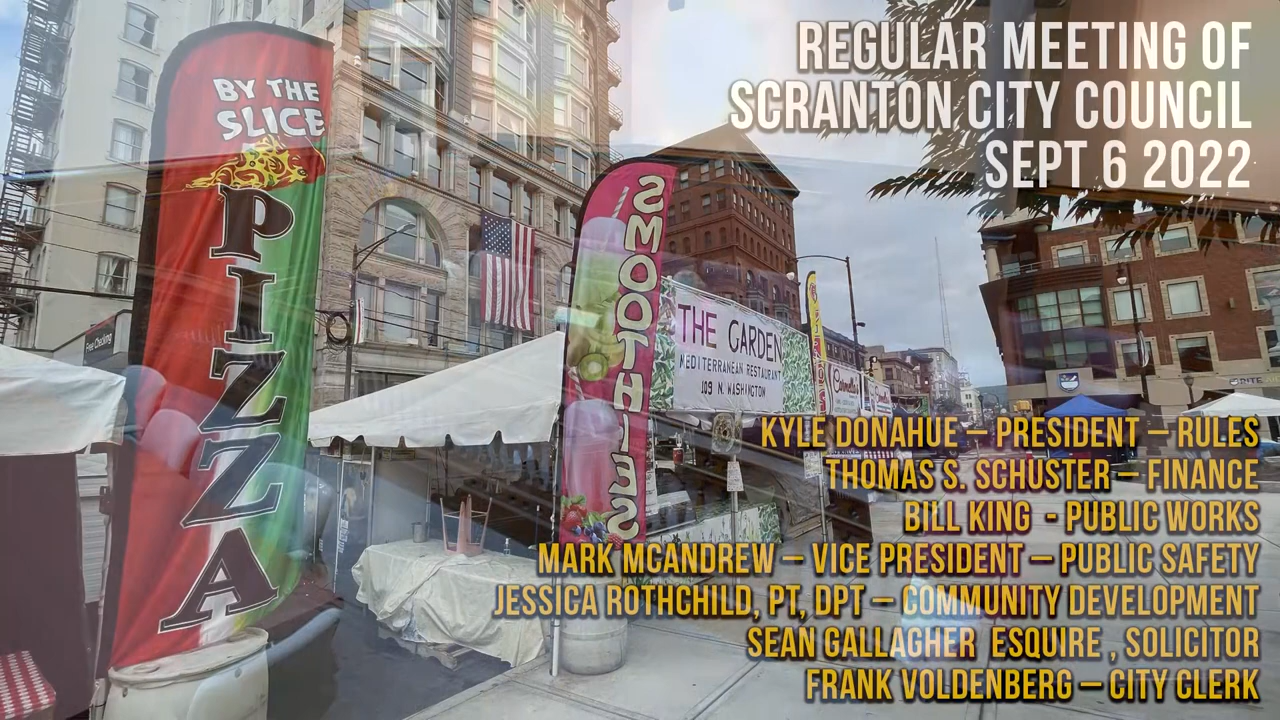 REGULAR MEETING OF
SCRANTON CITY COUNCIL
SEPT 6 2022
BY THE
SLICE
PIZZA
SMOOTHIES
THE GARDEN
MEDITERRANEAN RESTAURANT
109 N. WASHINGTON
Free Checking
KYLE DONAHUE – PRESIDENT – RULES
THOMAS S. SCHUSTER – FINANCE
BILL KING - PUBLIC WORKS
MARK MCANDREW – VICE PRESIDENT – PUBLIC SAFETY
JESSICA ROTHCHILD, PT, DPT – COMMUNITY DEVELOPMENT
SEAN GALLAGHER ESQUIRE , SOLICITOR
FRANK VOLDENBERG – CITY CLERK